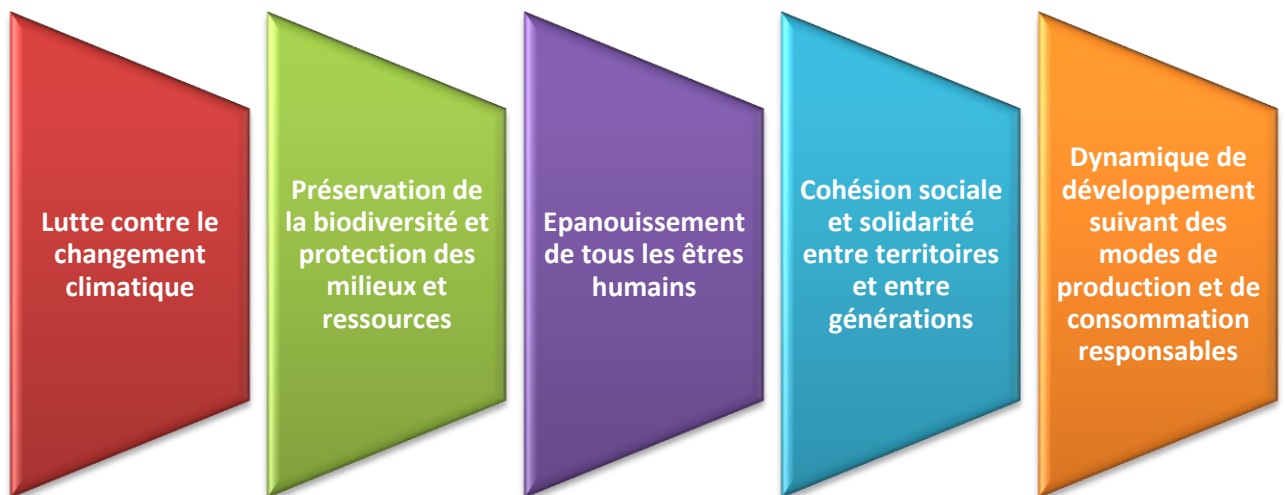 Lutte contre le
changement
climatique
Préservation de
la biodiversité et
protection des
milieux et
ressources
Epanouissement
de tous les êtres
humains
Cohésion sociale
et solidarité
entre territoires
et entre
générations
Dynamique de
développement
suivant des
modes de
production et de
consommation
responsables